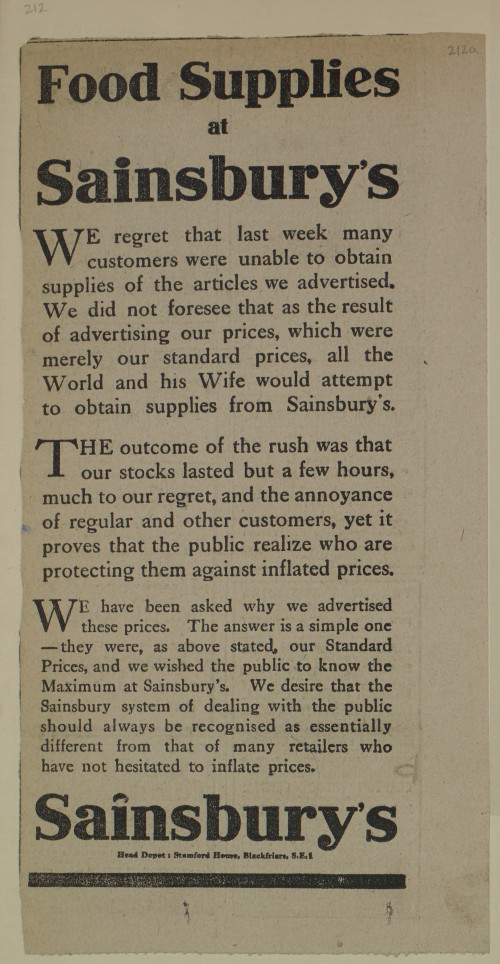 212
212a
Food Supplies
at
Sainsbury's
WE regret that last week many
customers were unable to obtain
supplies of the articles we advertised.
We did not foresee that as the result
of advertising our prices, which were
merely our standard prices, all the
World and his Wife would attempt
to obtain supplies from Sainsbury's.
THE outcome of the rush was that
our stocks lasted but a few hours,
much to our regret, and the annoyance
of regular and other customers, yet it
proves that the public realize who are
protecting them against inflated prices.
WE have been asked why we advertised
these prices. The answer is a simple one
—they were, as above stated, our Standard
Prices, and we wished the public to know the
Maximum at Sainsbury's. We desire that the
Sainsbury system of dealing with the public
should always be recognised as essentially
different from that of many retailers who
have not hesitated to inflate prices.
Sainsbury's
Head Depot : Stamford House, Blackfriars, S.E.1